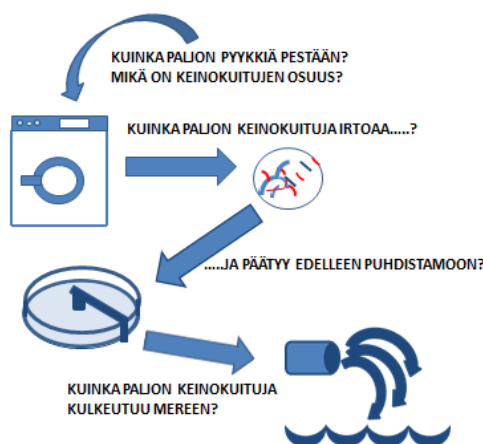 KUINKA PALJON PYYKKIÄ PESTÄÄN?
MIKÄ ON KEINOKUITUJEN OSUUS?
KUINKA PALJON KEINOKUITUJA IRTOAA.....?
.....JA PÄÄTYY EDELLEEN PUHDISTAMOON?
KUINKA PALJON KEINOKUITUJA
KULKEUTUU MEREEN?